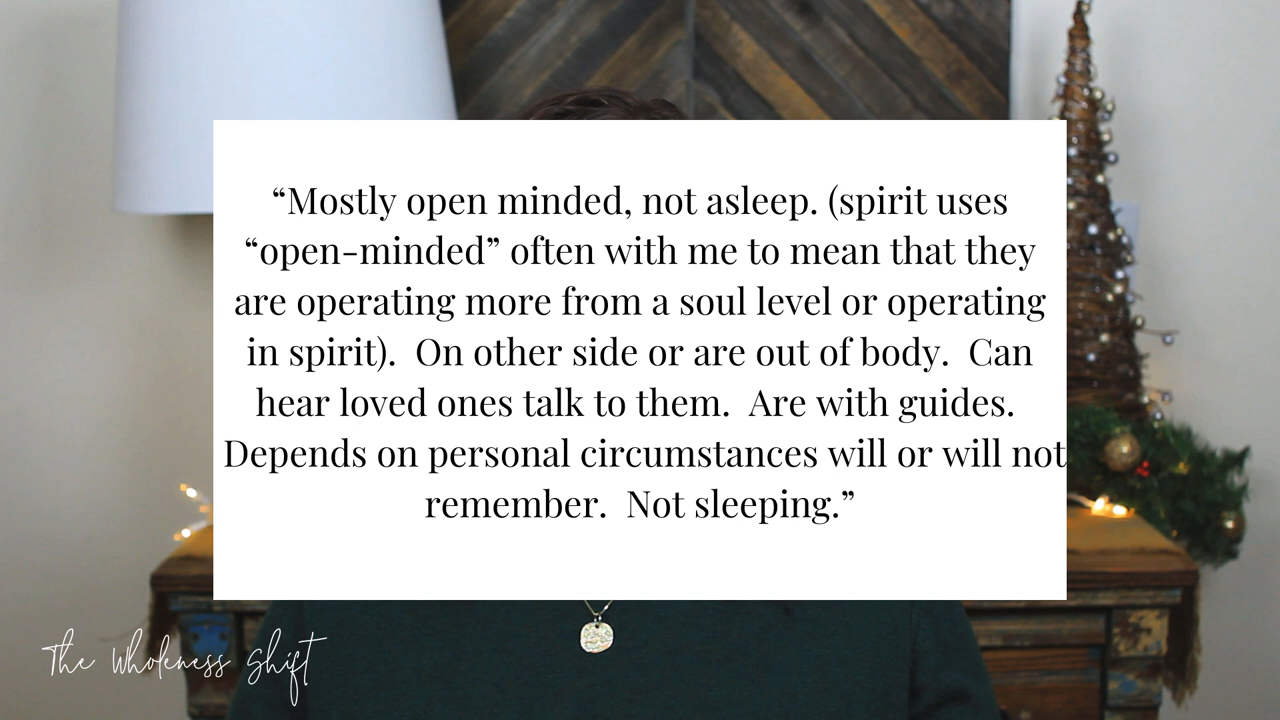 “Mostly open minded, not asleep. (spirit uses
“open-minded” often with me to mean that they
are operating more from a soul level or operating
in spirit).  On other side or are out of body.  Can
hear loved ones talk to them.  Are with guides.
Depends on personal circumstances will or will not
remember.  Not sleeping.”
The Wholeness Shift